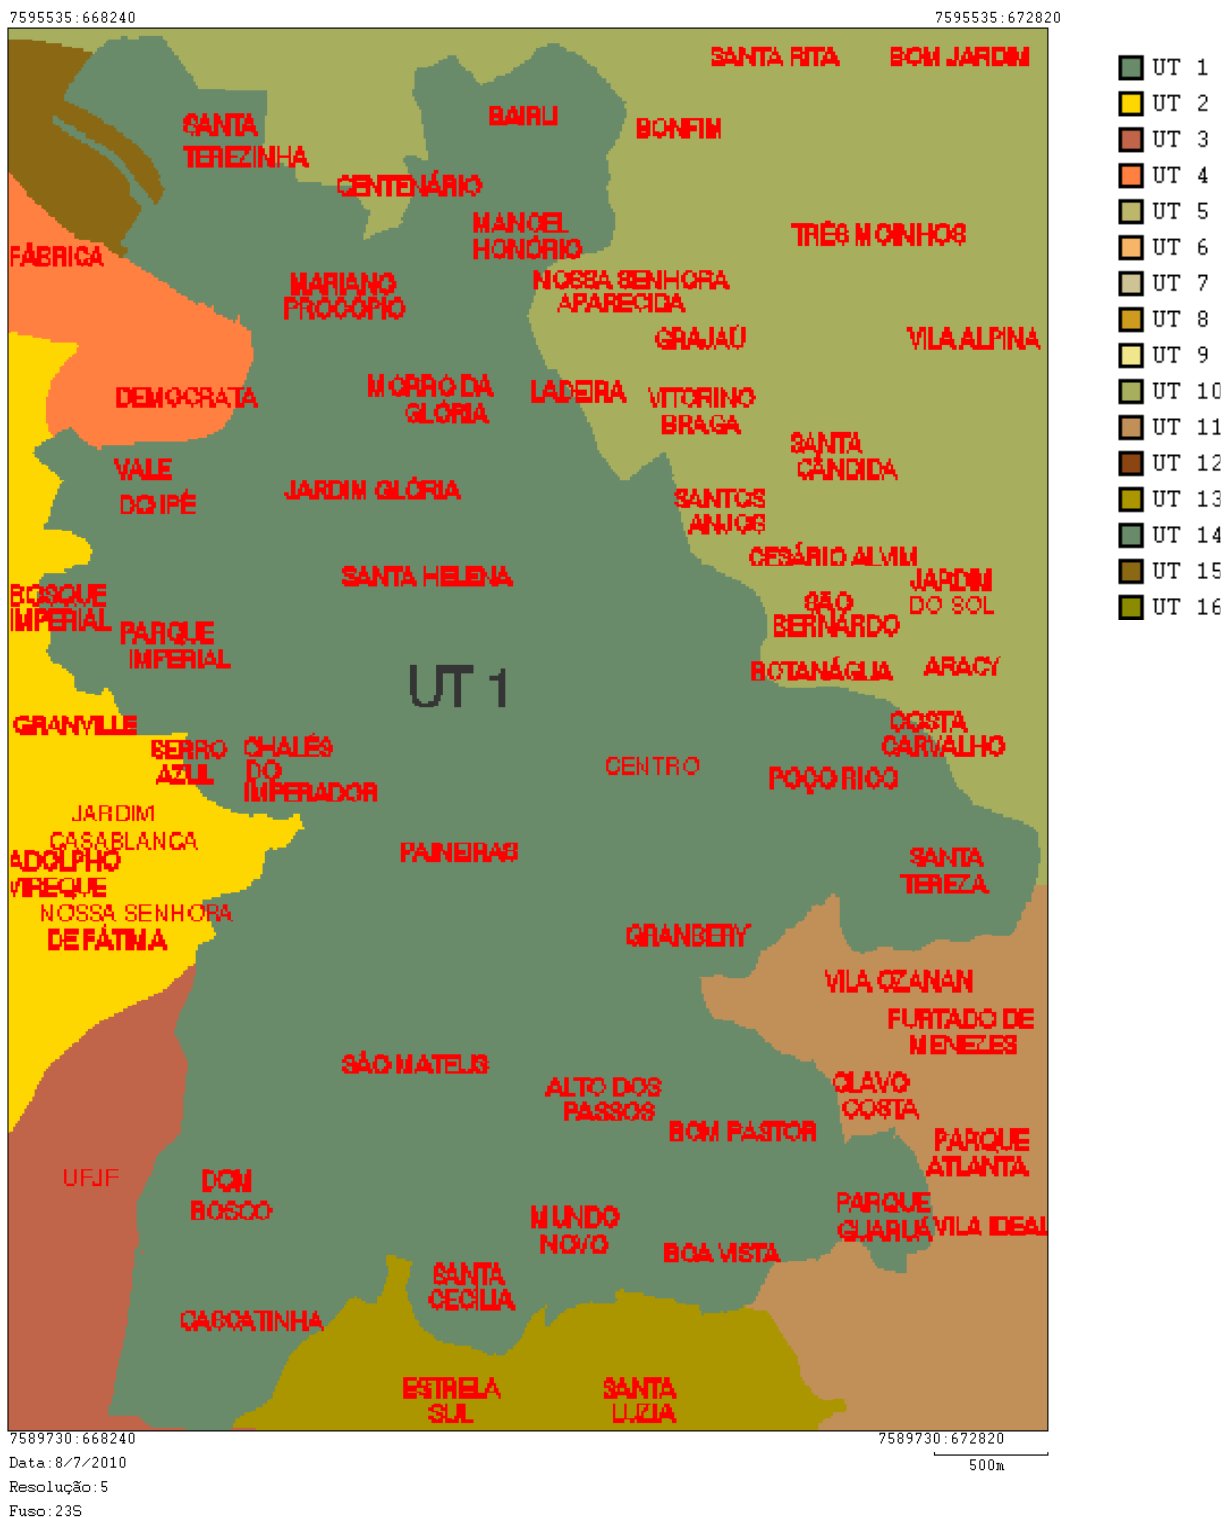 7595535:668240
7595535:672820
SANTA RITA
BOM JARDIM
BAIRU
SANTA
TEREZINHA
BONFIM
CENTENÁRIO
MANOEL
HONÓRIO
TRÊS MOINHOS
FÁBRICA
MARIANO
PROCÓPIO
NOSSA SENHORA
APARECIDA
GRAJAÚ
VILA ALPINA
DEMOCRATA
MORRO DA
GLÓRIA
LADEIRA
VITORINO
BRAGA
SANTA
CÂNDIDA
VALE
DO IPÊ
JARDIM GLÓRIA
SANTOS
ANJOS
CESÁRIO ALVIM
SANTA HELENA
JARDIM
DO SOL
BOSQUE
IMPERIAL
SÃO
BERNARDO
PARQUE
IMPERIAL
BOTANÁGUA
ARACY
UT 1
GRANVILLE
COSTA
CARVALHO
SERRO
AZUL
CHALÉS
DO
IMPERADOR
CENTRO
POÇO RICO
JARDIM
CASABLANCA
ADOLPHO
VIREQUE
PAINEIRAS
SANTA
TEREZA
NOSSA SENHORA
DE FÁTIMA
GRANBERY
VILA OZANAN
FURTADO DE
MENEZES
SÃO MATEUS
ALTO DOS
PASSOS
OLAVO
COSTA
BOM PASTOR
PARQUE
ATLANTA
UFJF
DOM
BOSCO
PARQUE
GUARUÁ
VILA IDEAL
MUNDO
NOVO
BOA VISTA
SANTA
CECÍLIA
CASCATINHA
ESTRELA
SUL
SANTA
LUZIA
7589730:668240
7589730:672820
Data:8/7/2010
500m
Resolução:5
Fuso:23S
UT 1
UT 2
UT 3
UT 4
UT 5
UT 6
UT 7
UT 8
UT 9
UT 10
UT 11
UT 12
UT 13
UT 14
UT 15
UT 16